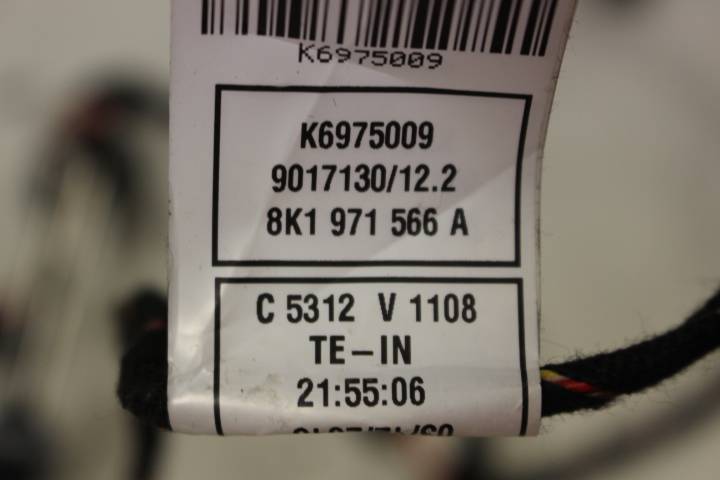 K6975009
K6975009
9017130/12.2
8K1 971 566 A
C 5312 V 1108
TE-IN
21:55:06